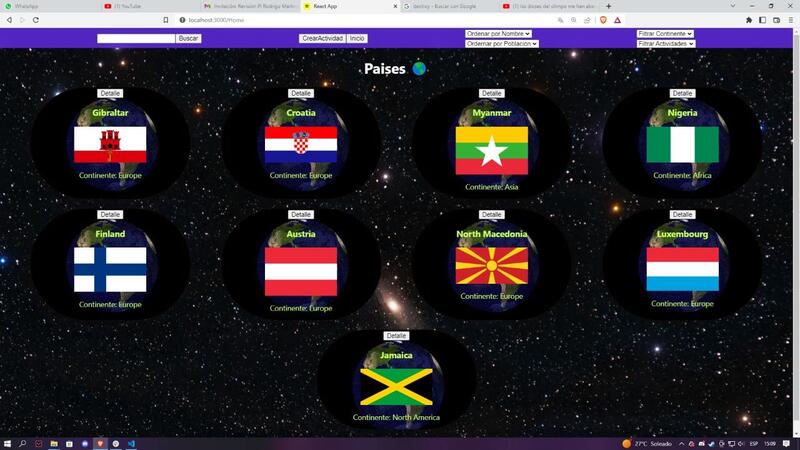 WhatsApp
(1) YouTube
Invitación: Revisión PI Rodrigo Martin
React App
destroy - Buscar con Google
(1) los dioses del olimpo me han aban
localhost:3000/Home
Buscar
CrearActividad
Inicio
Ordenar por Nombre
Ordernar por Poblacion
Filtrar Continente
Filtrar Actividades
Paises
Detalle
Gibraltar
Continente: Europe
Detalle
Croatia
Continente: Europe
Detalle
Myanmar
Continente: Asia
Detalle
Nigeria
Continente: Africa
Detalle
Finland
Continente: Europe
Detalle
Austria
Continente: Europe
Detalle
North Macedonia
Continente: Europe
Detalle
Luxembourg
Continente: Europe
Detalle
Jamaica
Continente: North America
27°C Soleado
ESP
15:09